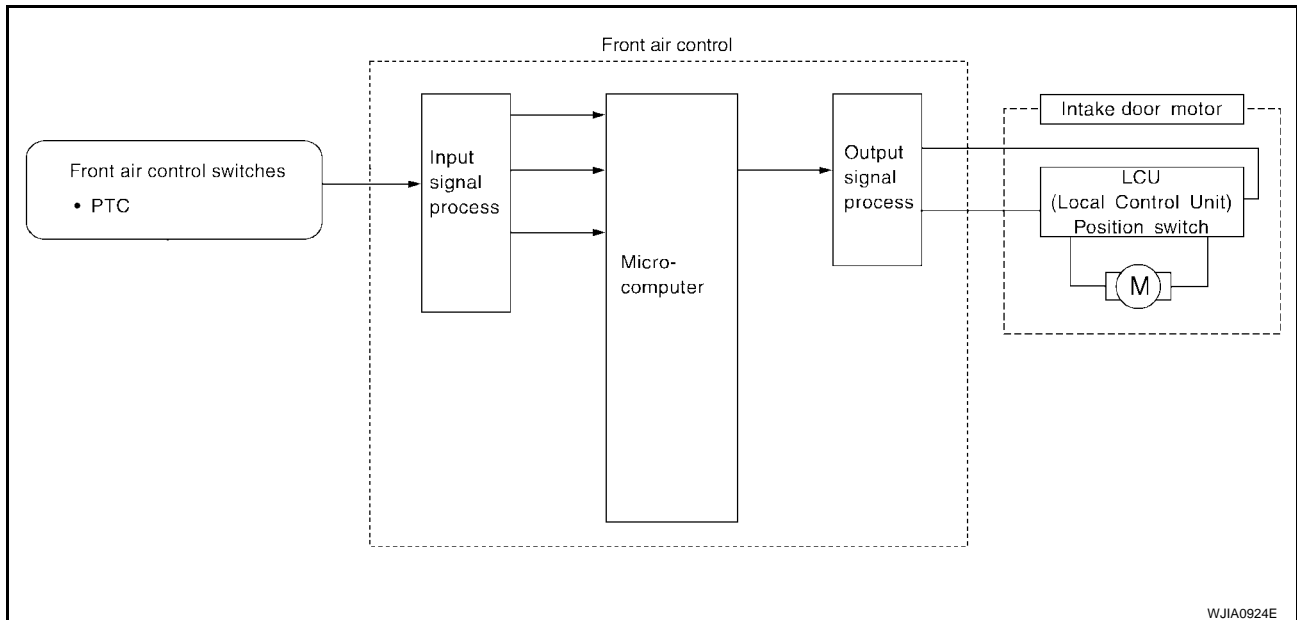 Front air control
Front air control switches
• PTC
Input
signal
process
Micro-
computer
Output
signal
process
Intake door motor
LCU
(Local Control Unit)
Position switch
M
WJIA0924E